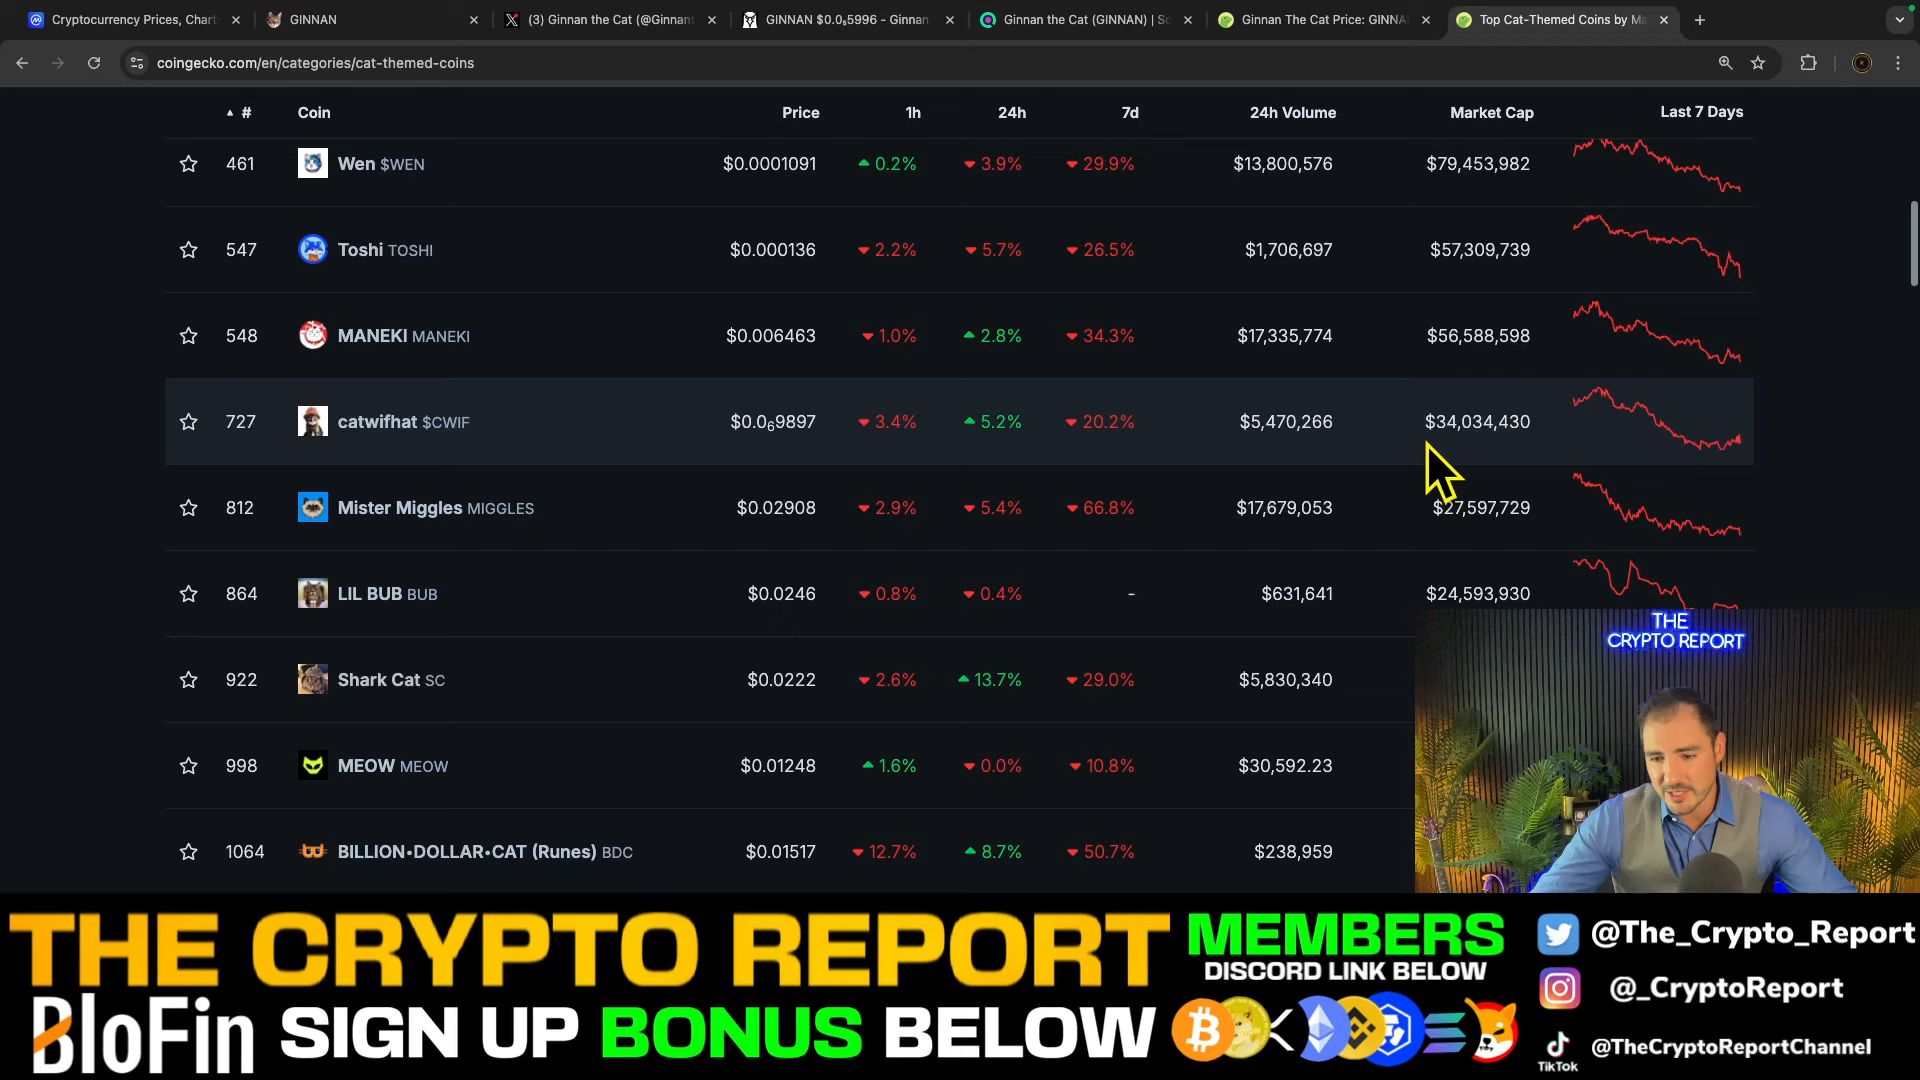 Cryptocurrency Prices, Chart
GINNAN
(3) Ginnan the Cat (@Ginnant
GINNAN $0.0₅5996 - Ginnan
Ginnan the Cat (GINNAN) | So
Ginnan The Cat Price: GINNA
Top Cat-Themed Coins by Ma
coingecko.com/en/categories/cat-themed-coins
# Coin Price 1h 24h 7d 24h Volume Market Cap Last 7 Days
461 Wen $WEN $0.0001091 0.2% 3.9% 29.9% $13,800,576 $79,453,982
547 Toshi TOSHI $0.000136 2.2% 5.7% 26.5% $1,706,697 $57,309,739
548 MANEKI MANEKI $0.006463 1.0% 2.8% 34.3% $17,335,774 $56,588,598
727 catwifhat $CWIF $0.0₆9897 3.4% 5.2% 20.2% $5,470,266 $34,034,430
812 Mister Miggles MIGGLES $0.02908 2.9% 5.4% 66.8% $17,679,053 $27,597,729
864 LIL BUB BUB $0.0246 0.8% 0.4% - $631,641 $24,593,930
922 Shark Cat SC $0.0222 2.6% 13.7% 29.0% $5,830,340
998 MEOW MEOW $0.01248 1.6% 0.0% 10.8% $30,592.23
1064 BILLION•DOLLAR•CAT (Runes) BDC $0.01517 12.7% 8.7% 50.7% $238,959
THE
CRYPTO REPORT
THE CRYPTO REPORT
BloFin SIGN UP BONUS BELOW
MEMBERS
DISCORD LINK BELOW
@The_Crypto_Report
@_CryptoReport
TikTok @TheCryptoReportChannel